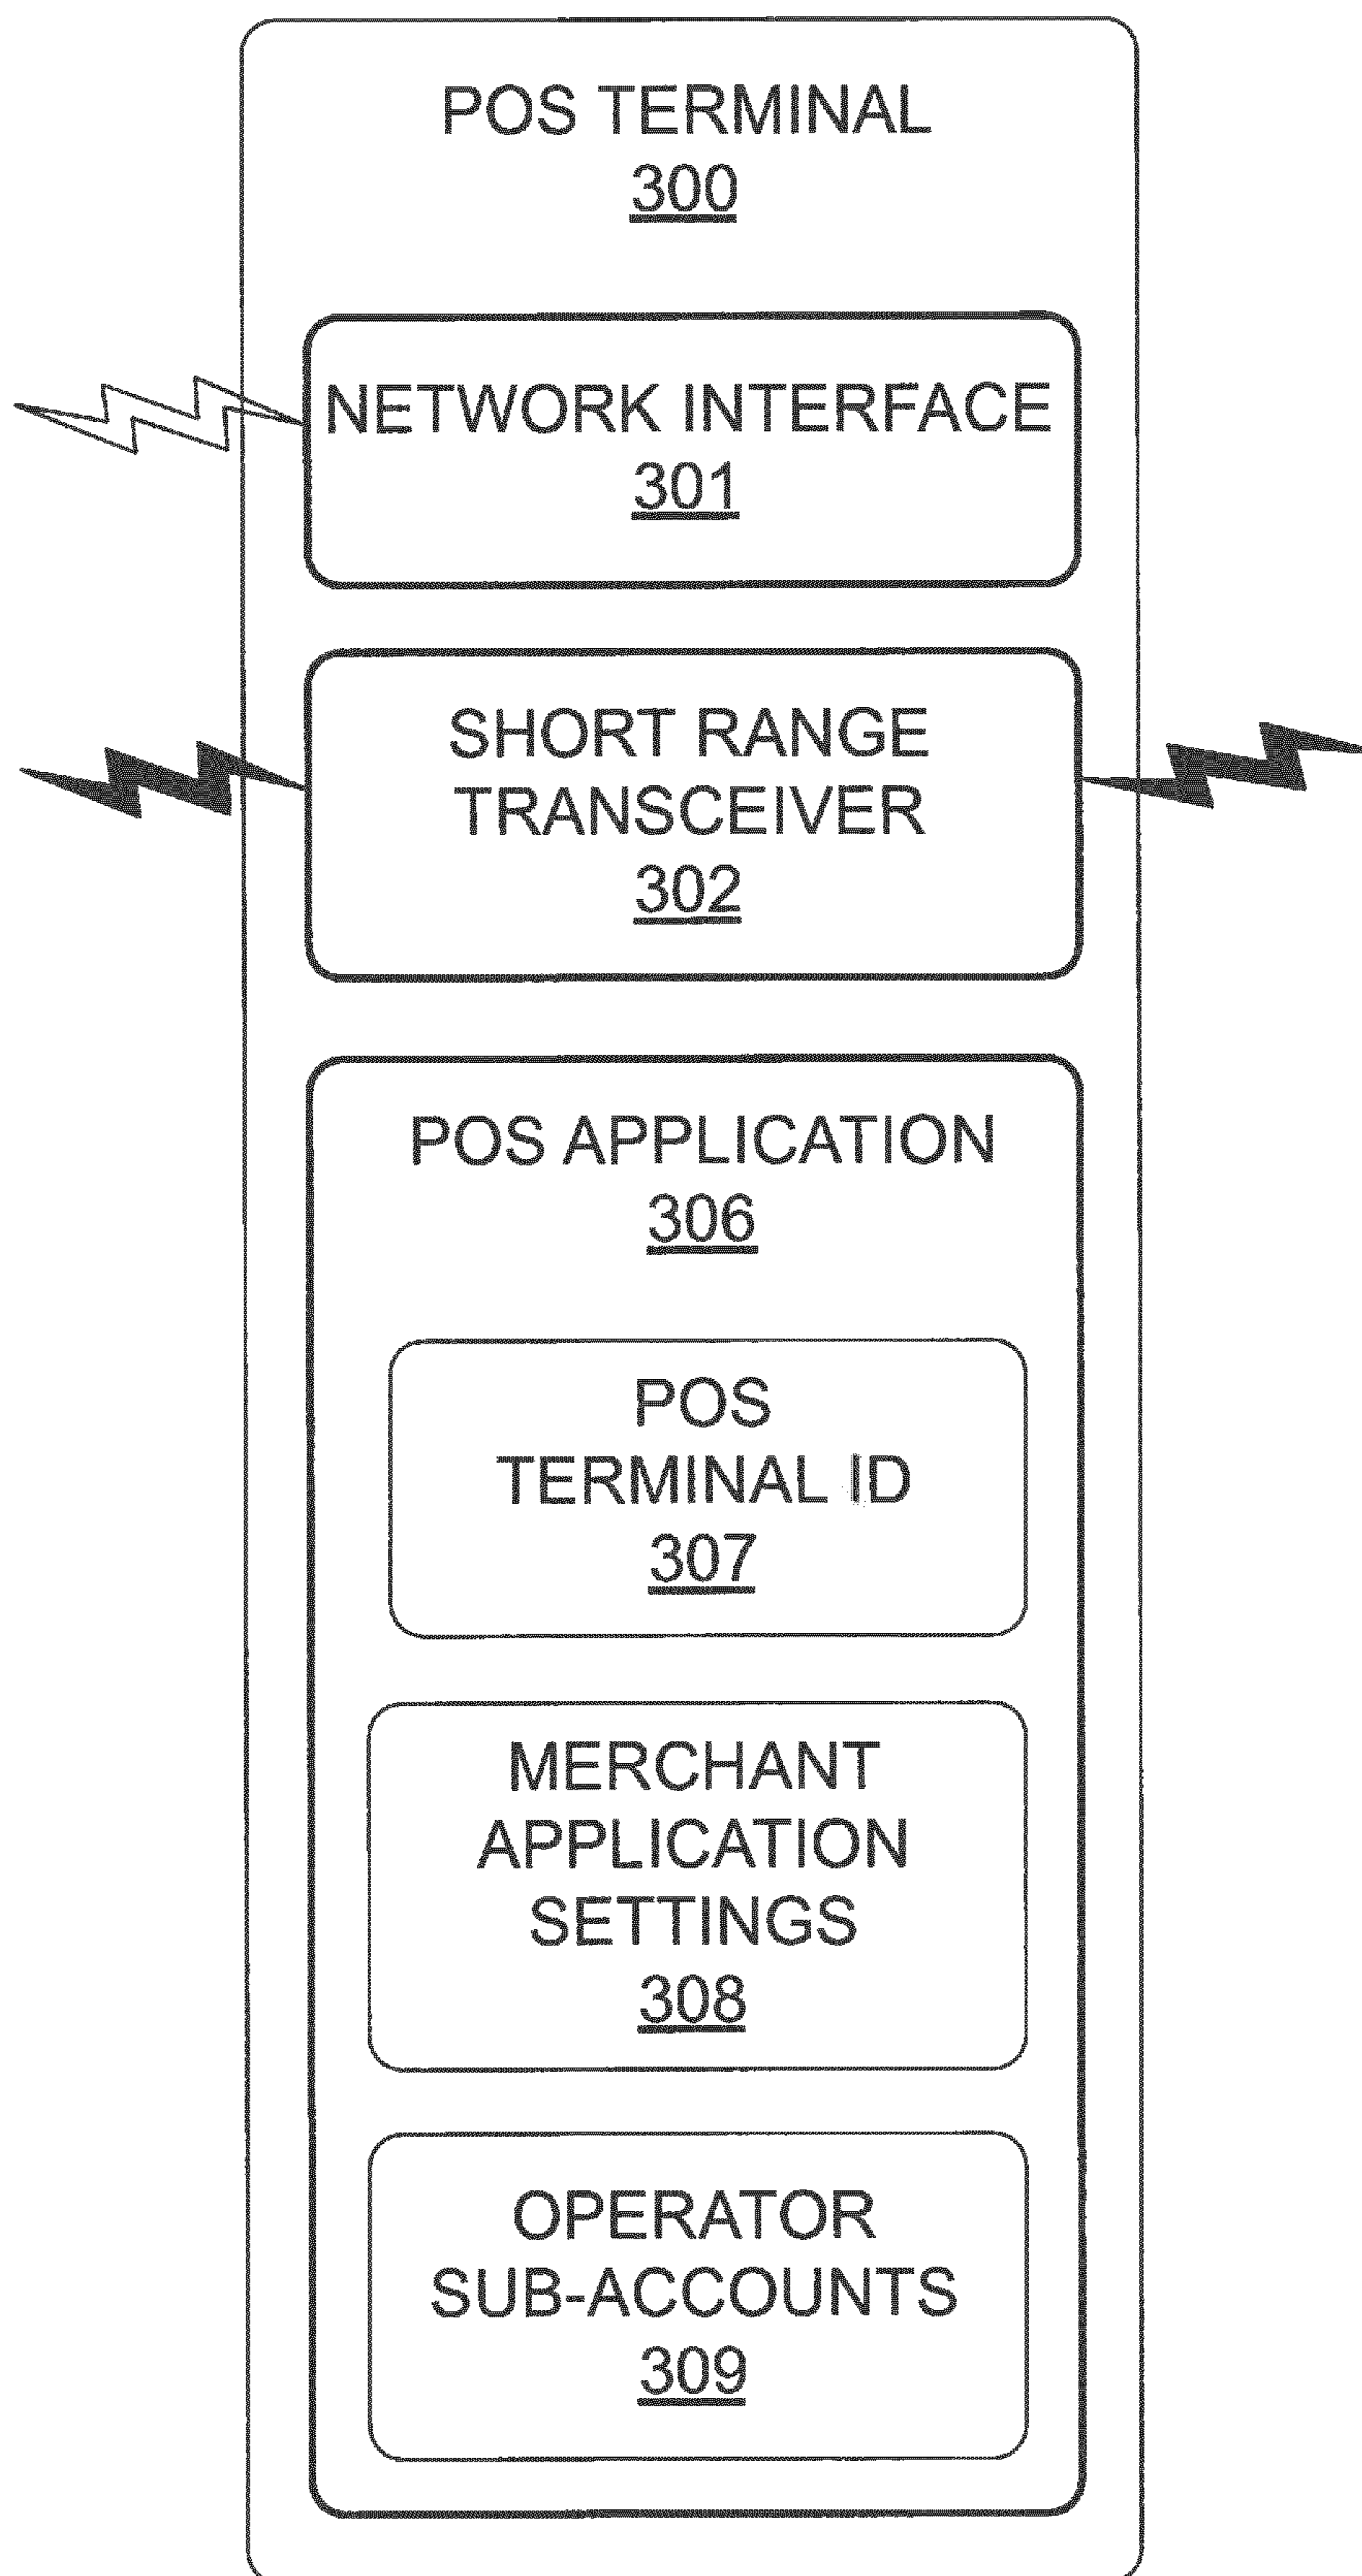 POS TERMINAL
300
NETWORK INTERFACE
301
SHORT RANGE
TRANSCEIVER
302
POS APPLICATION
306
POS
TERMINAL ID
307
MERCHANT
APPLICATION
SETTINGS
308
OPERATOR
SUB-ACCOUNTS
309